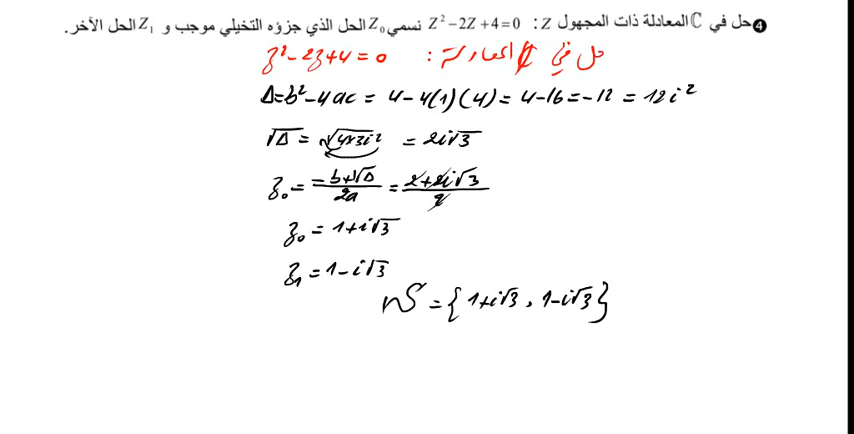 ❹ حل في ℂ المعادلة ذات المجهول Z : Z²−2Z+4=0 نسمي Z₀ الحل الذي جزؤه التخيلي موجب و Z₁ الحل الآخر.
حل في ℂ المعادلة : z²−2z+4=0
Δ=b²−4ac = 4−4(1)(4) = 4−16 = −12 = 12i²
√Δ = √4×3i² = 2i√3
z₀ = −b+√Δ/2a = 2+2i√3/2
z₀ = 1+i√3
z₁ = 1−i√3
S = {1+i√3 , 1−i√3}